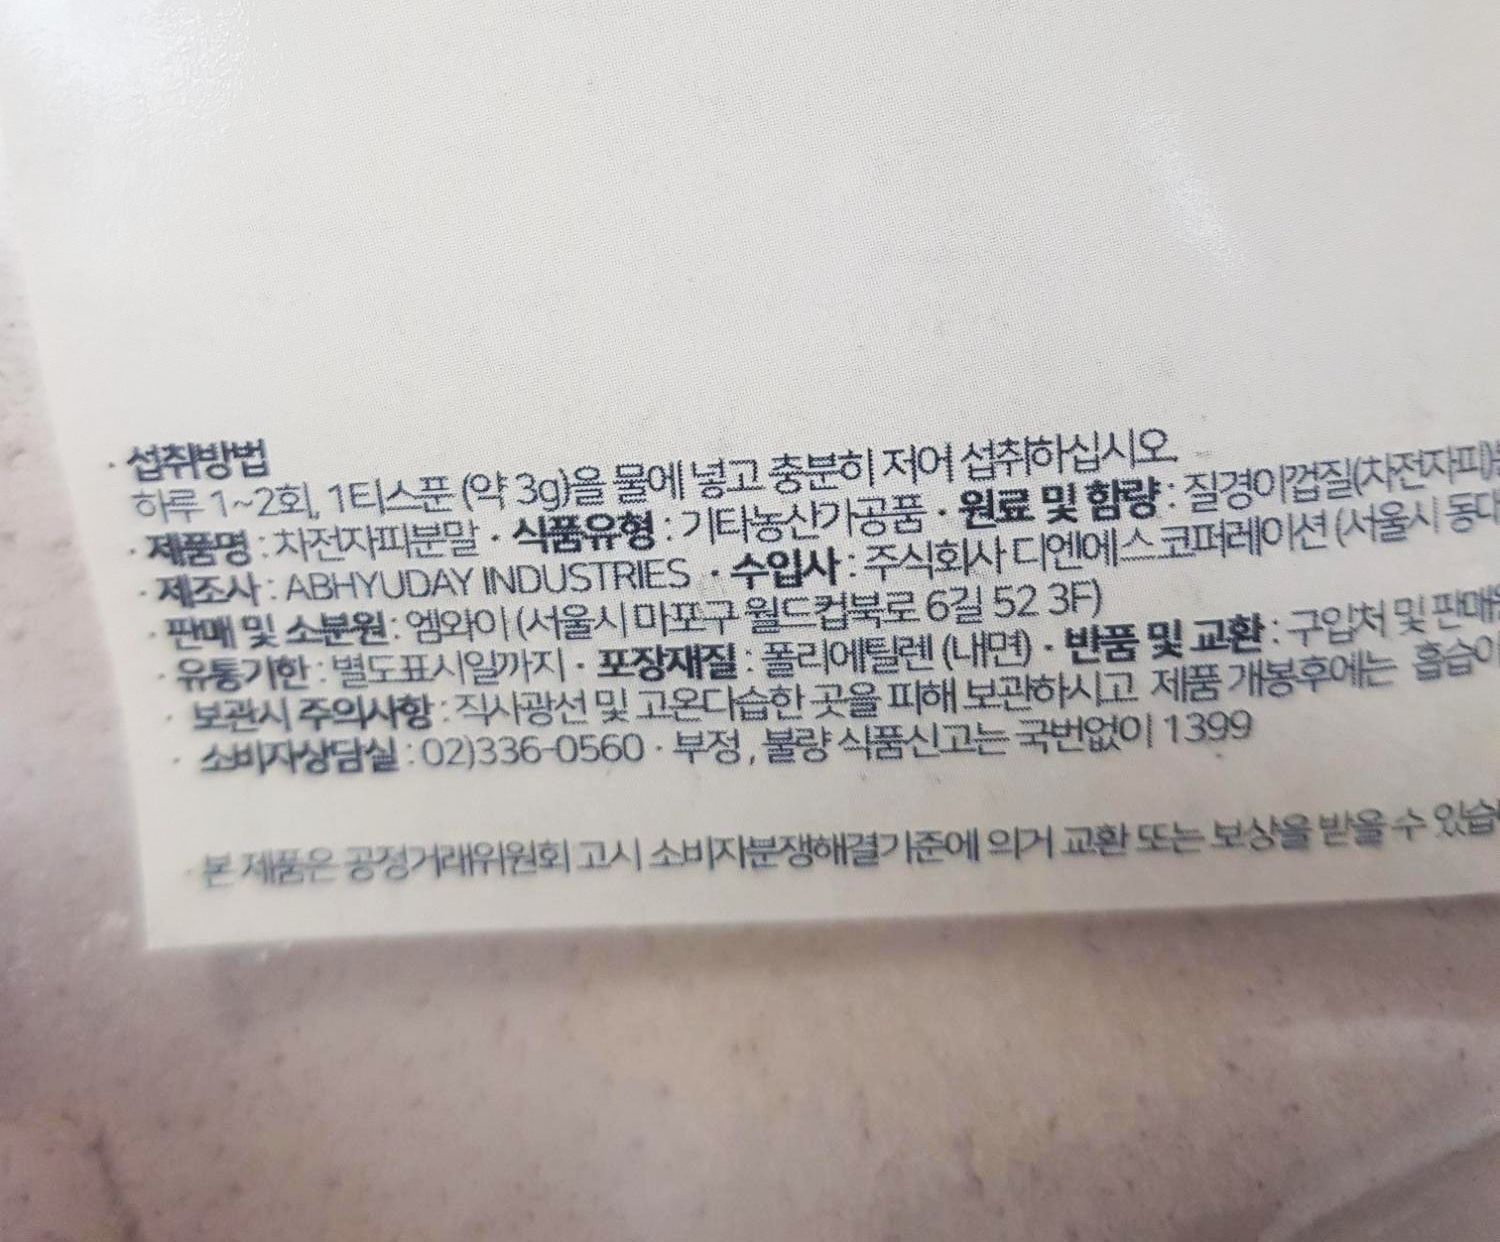 · 섭취방법
하루 1~2회, 1티스푼 (약 3g)을 물에 넣고 충분히 저어 섭취하십시오.
· 제품명 : 차전자피분말 · 식품유형 : 기타농산가공품 · 원료 및 함량 : 질경이껍질(차전자피)
· 제조사 : ABHYUDAY INDUSTRIES · 수입사 : 주식회사 디엔에스코퍼레이션 (서울시 동대
· 판매 및 소분원 : 엠와이 (서울시 마포구 월드컵북로 6길 52 3F)
· 유통기한 : 별도표시일까지 · 포장재질 : 폴리에틸렌 (내면) · 반품 및 교환 : 구입처 및 판매
· 보관시 주의사항 : 직사광선 및 고온다습한 곳을 피해 보관하시고 제품 개봉후에는 흡습이
· 소비자상담실 : 02)336-0560 · 부정, 불량 식품신고는 국번없이 1399
· 본 제품은 공정거래위원회 고시 소비자분쟁해결기준에 의거 교환 또는 보상을 받을 수 있습